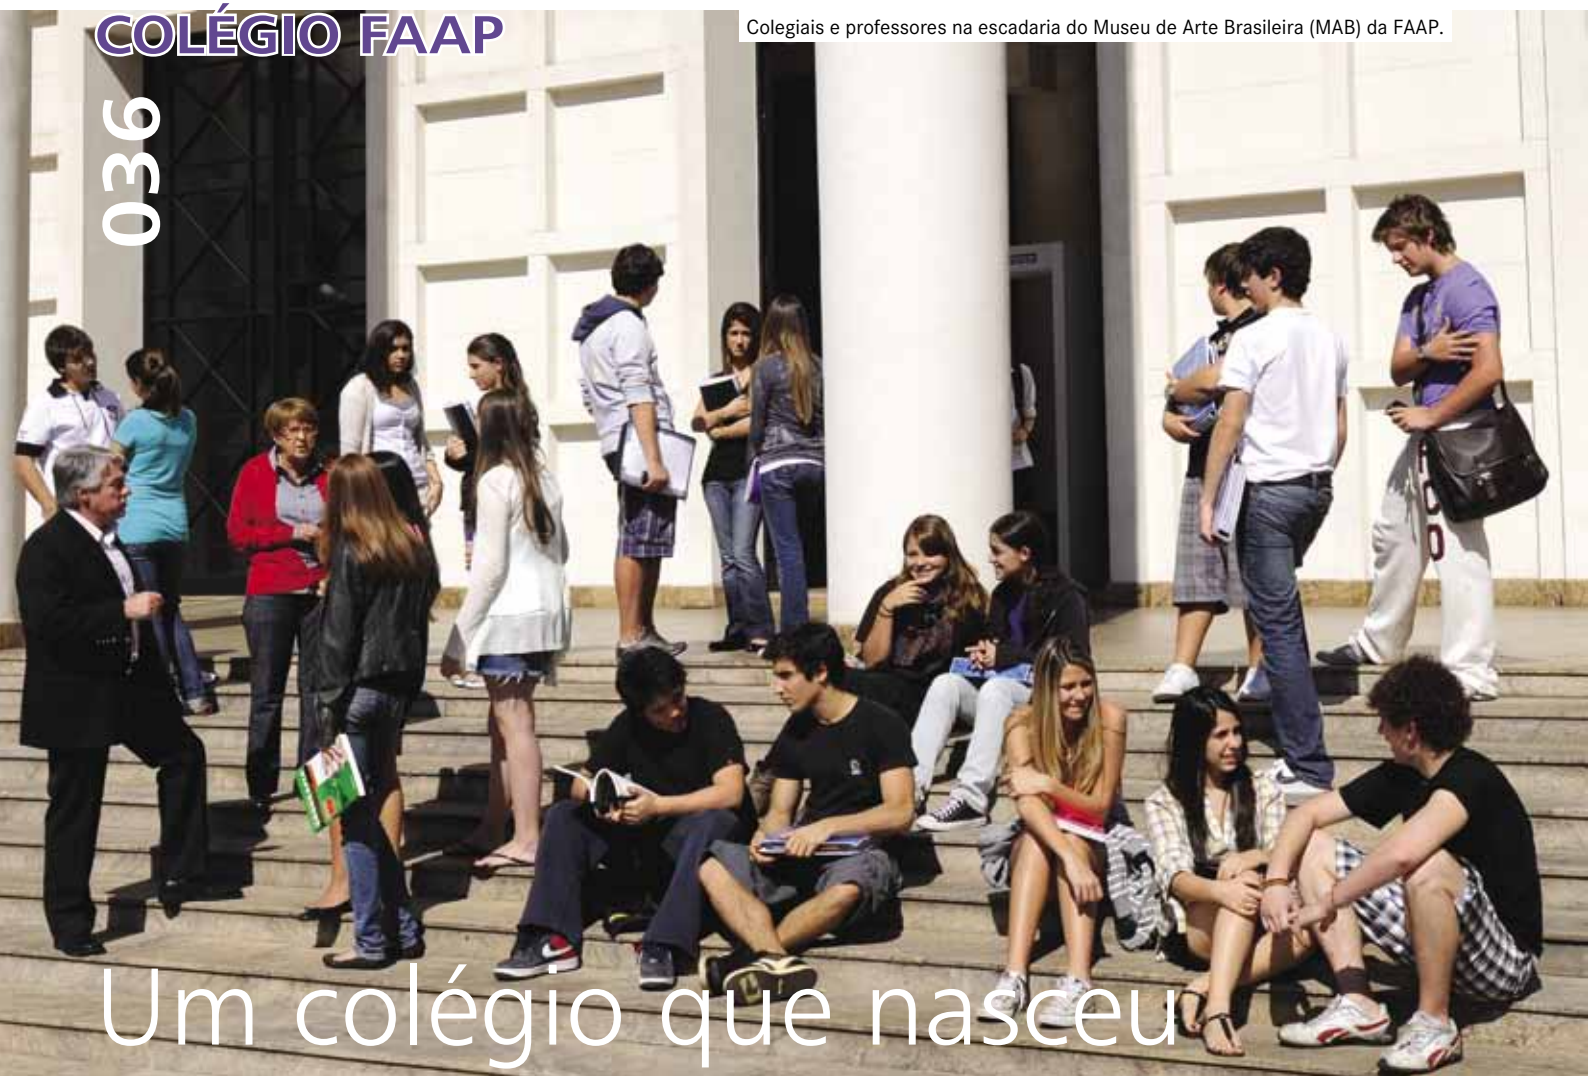 COLÉGIO FAAP
Colegiais e professores na escadaria do Museu de Arte Brasileira (MAB) da FAAP.
036
Um colégio que nasceu